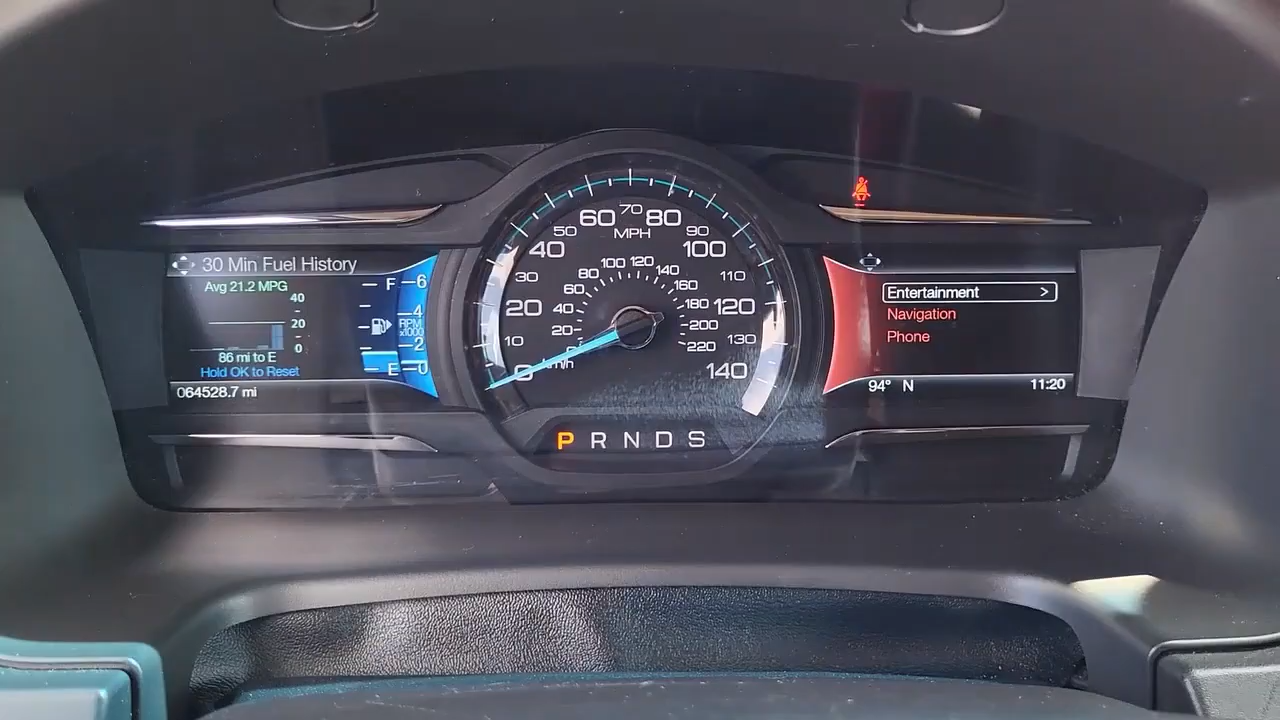 30 Min Fuel History
Avg 21.2 MPG
40
20
0
86 mi to E
Hold OK to Reset
064528.7 mi
F
E
6
4
RPM
x1000
2
0
0
10
20
30
40
50
60
70
80
90
100
110
120
130
140
MPH
20
40
60
80
100
120
140
160
180
200
220
km/h
P R N D S
Entertainment >
Navigation
Phone
94° N 11:20